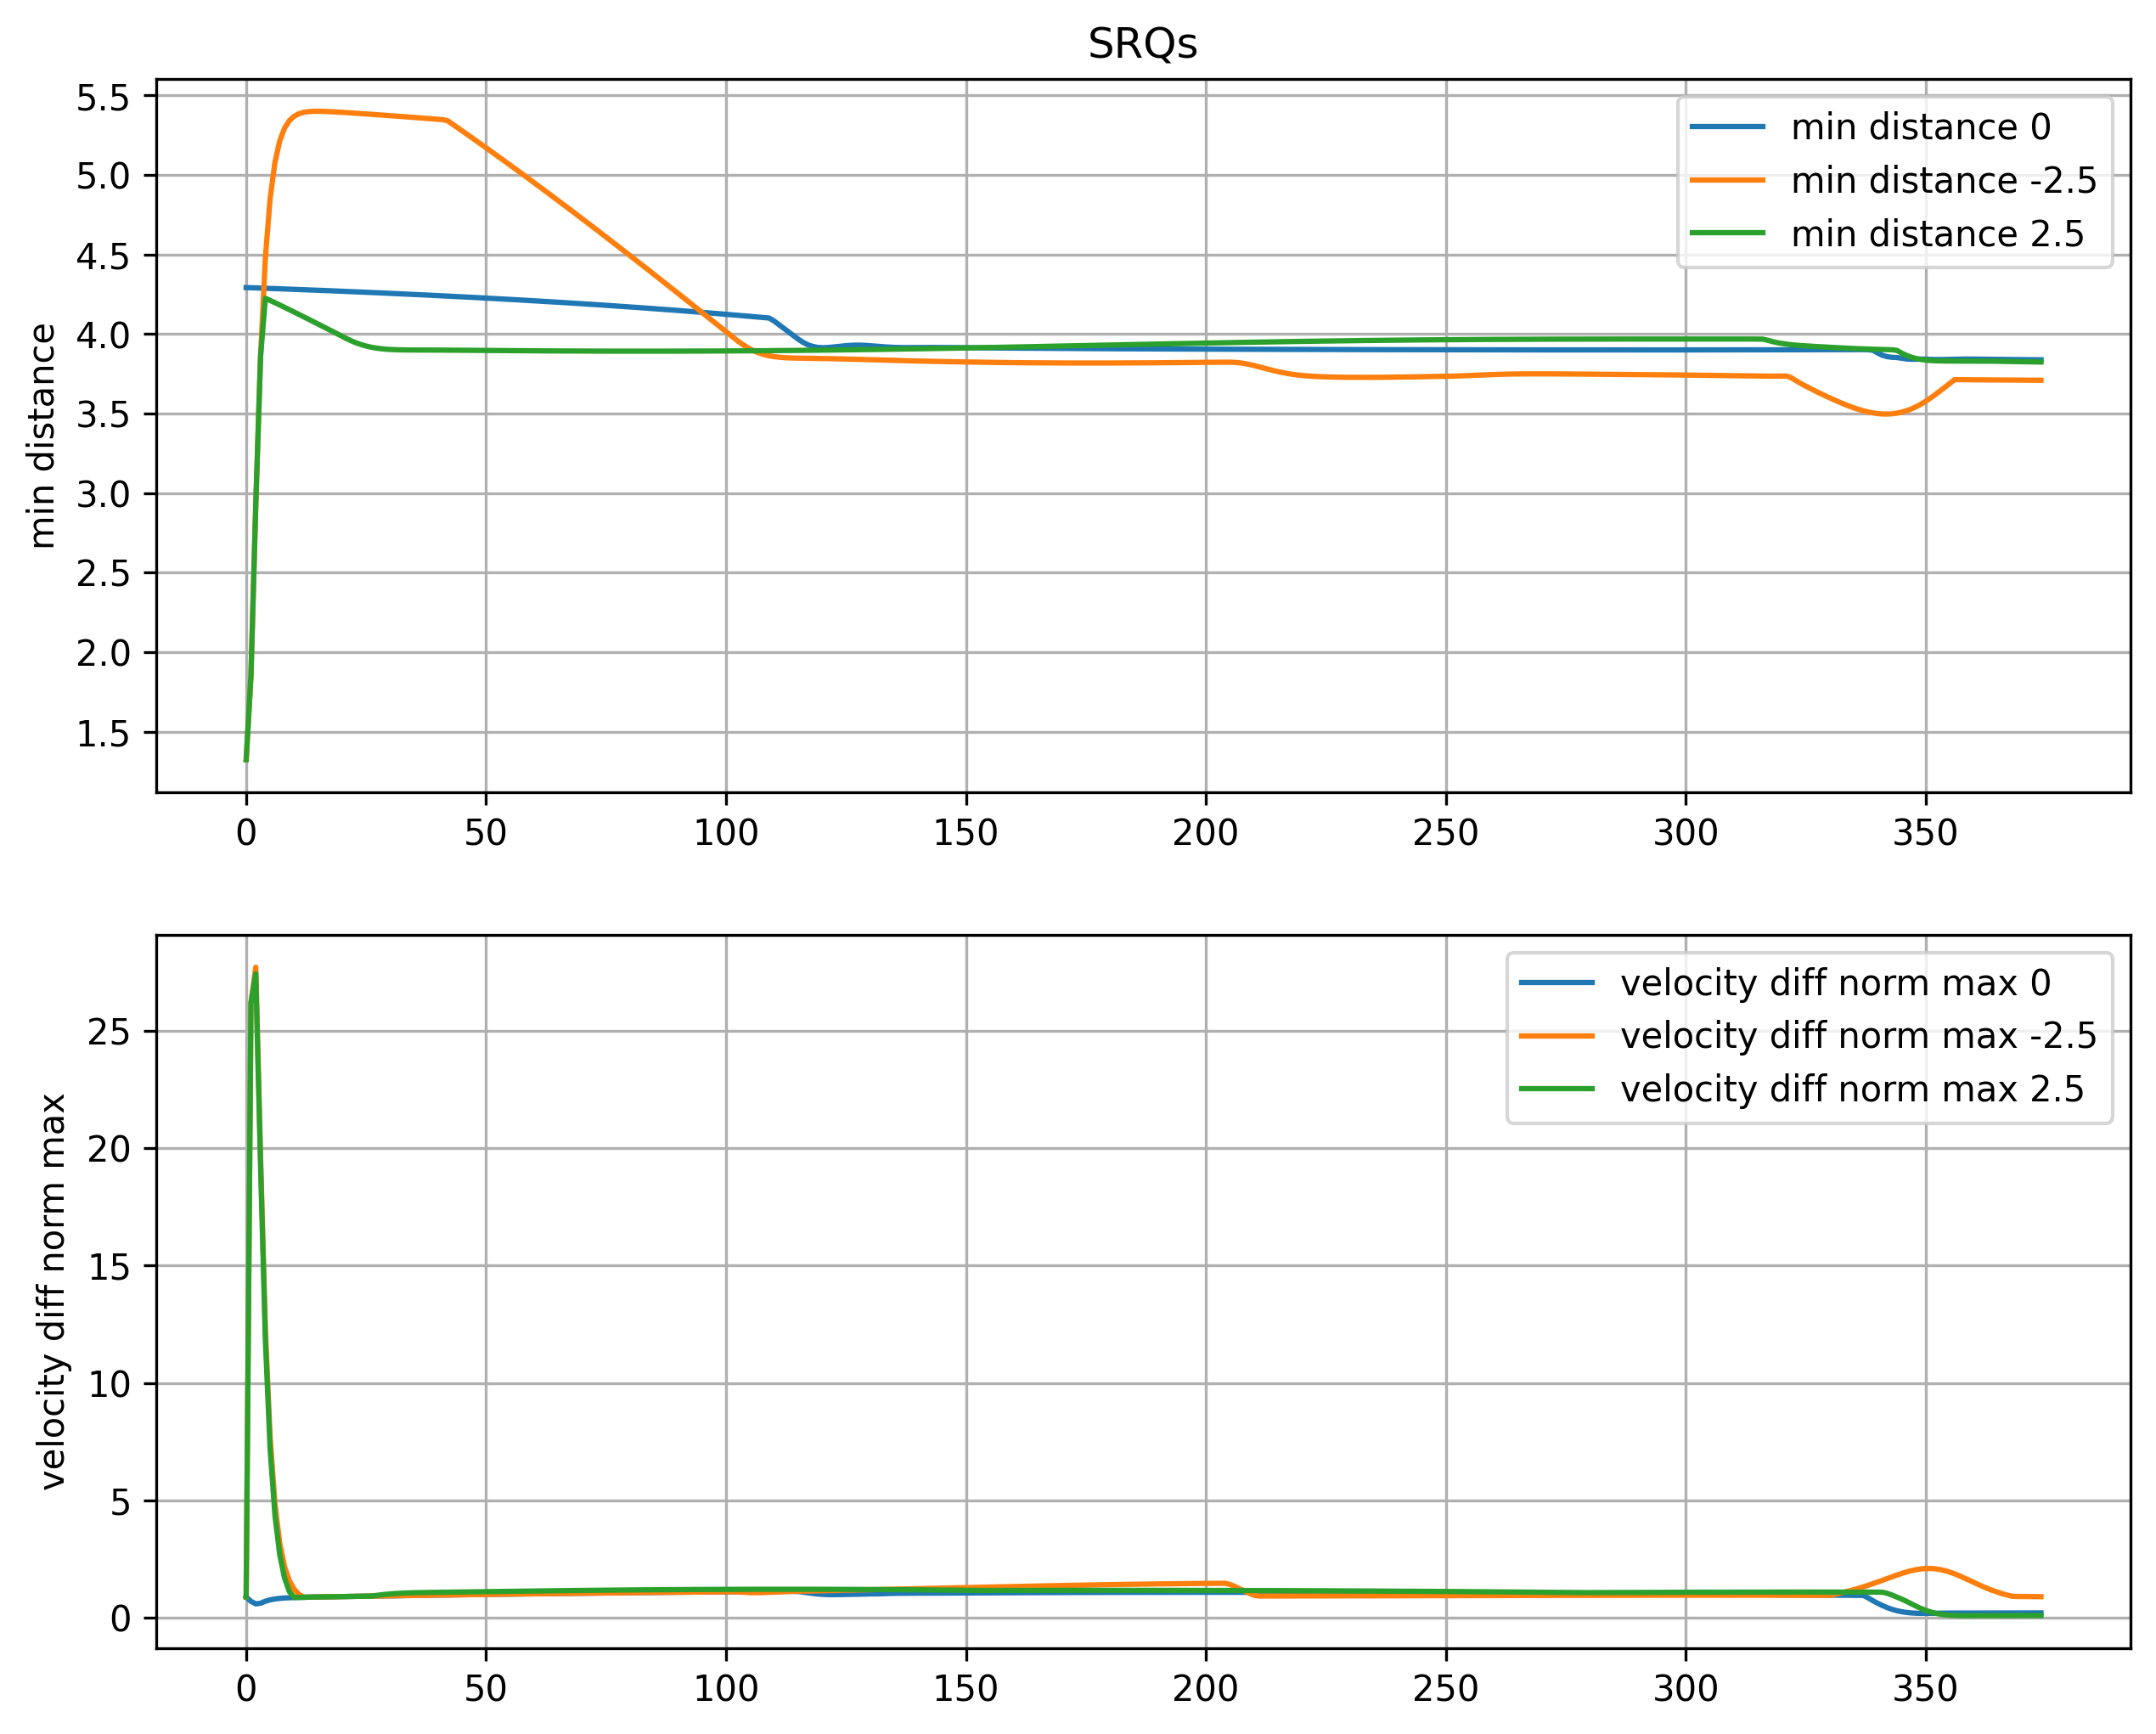 SRQs
min distance
5.5
5.0
4.5
4.0
3.5
3.0
2.5
2.0
1.5
min distance 0
min distance -2.5
min distance 2.5
0 50 100 150 200 250 300 350
velocity diff norm max
25
20
15
10
5
0
velocity diff norm max 0
velocity diff norm max -2.5
velocity diff norm max 2.5
0 50 100 150 200 250 300 350